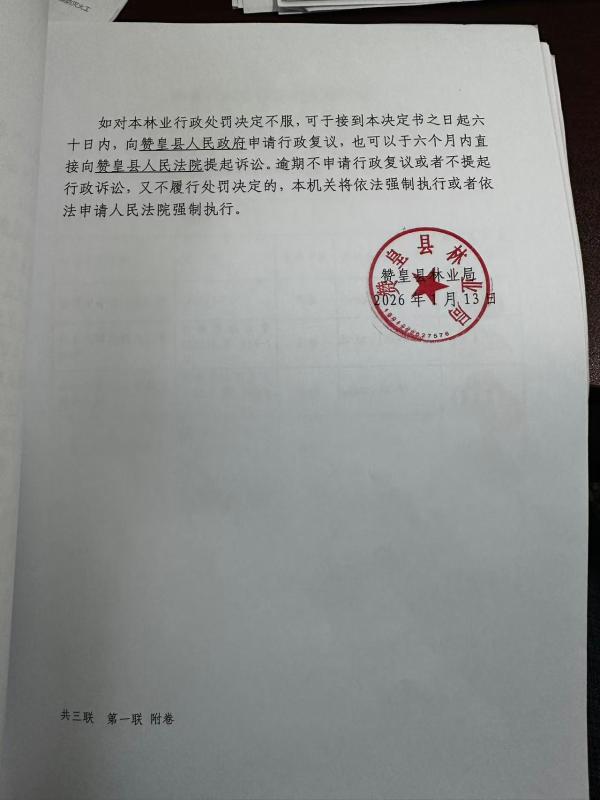 如对本林业行政处罚决定不服，可于接到本决定书之日起六
十日内，向赞皇县人民政府申请行政复议，也可以于六个月内直
接向赞皇县人民法院提起诉讼。逾期不申请行政复议或者不提起
行政诉讼，又不履行处罚决定的，本机关将依法强制执行或者依
法申请人民法院强制执行。
赞皇县林业局
赞皇县林业局
2026 年 1 月 13 日
共三联 第一联 附卷